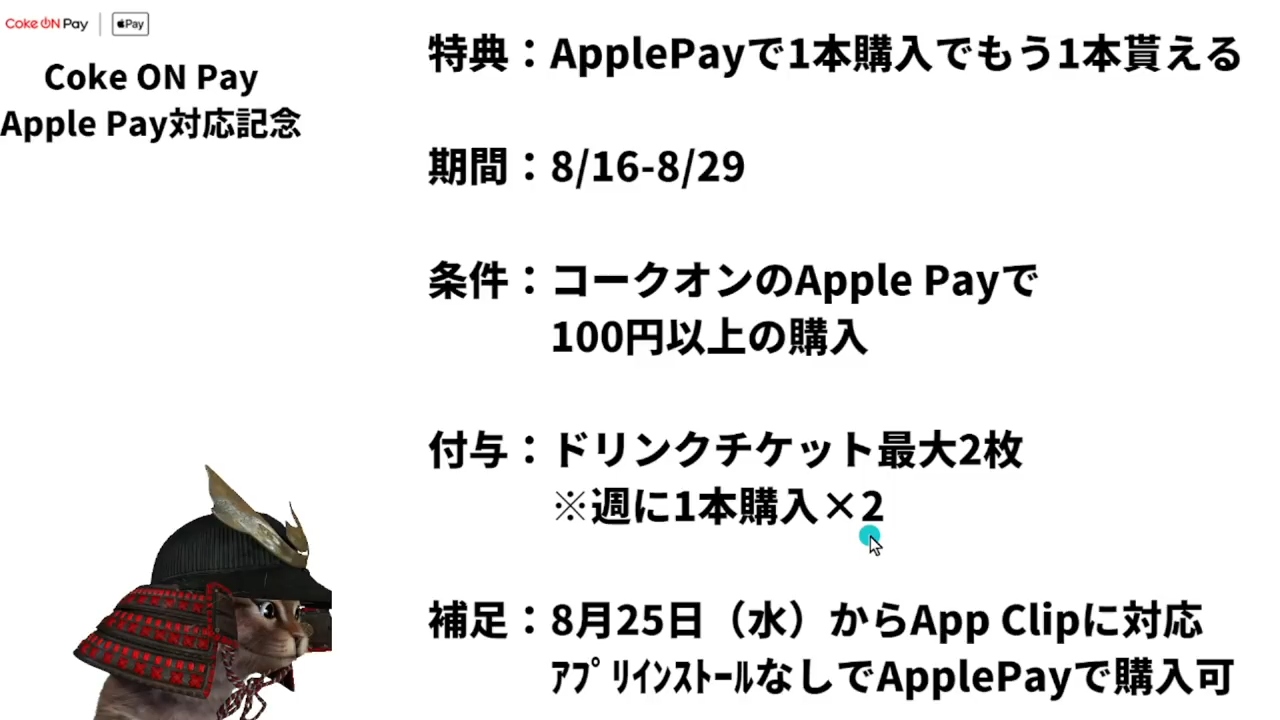 Coke ON Pay | Pay
Coke ON Pay
Apple Pay対応記念
特典：ApplePayで1本購入でもう1本貰える
期間：8/16-8/29
条件：コークオンのApple Payで
100円以上の購入
付与：ドリンクチケット最大2枚
※週に1本購入×2
補足：8月25日（水）からApp Clipに対応
ｱﾌﾟﾘｲﾝｽﾄｰﾙなしでApplePayで購入可